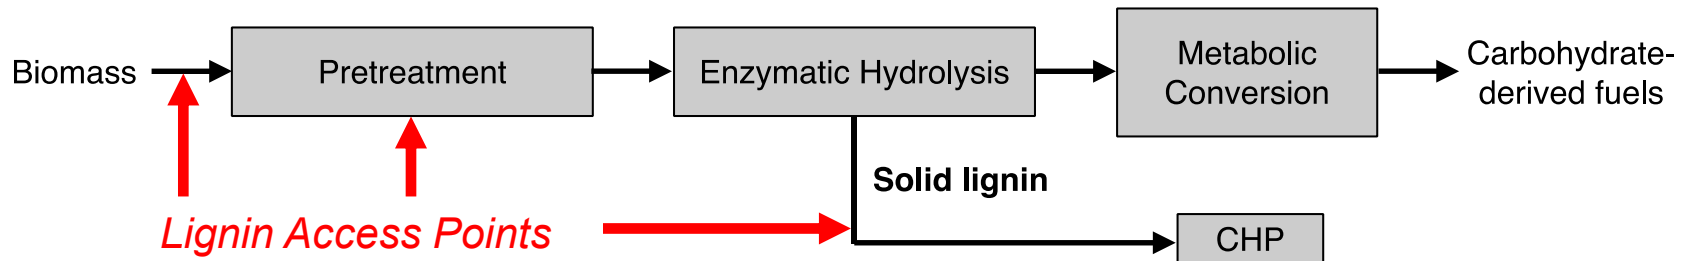 Biomass
Pretreatment
Enzymatic Hydrolysis
Metabolic
Conversion
Carbohydrate-
derived fuels
Solid lignin
Lignin Access Points
CHP